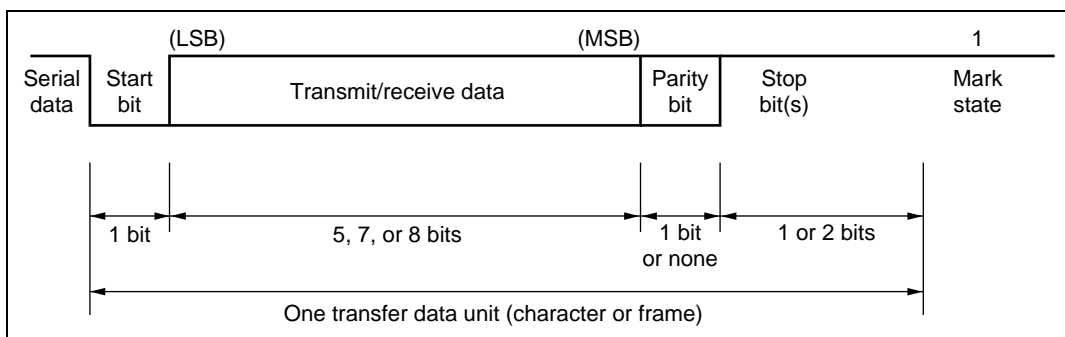 (LSB) (MSB) 1
Serial data
Start bit
Transmit/receive data
Parity bit
Stop bit(s)
Mark state
1 bit
5, 7, or 8 bits
1 bit or none
1 or 2 bits
One transfer data unit (character or frame)